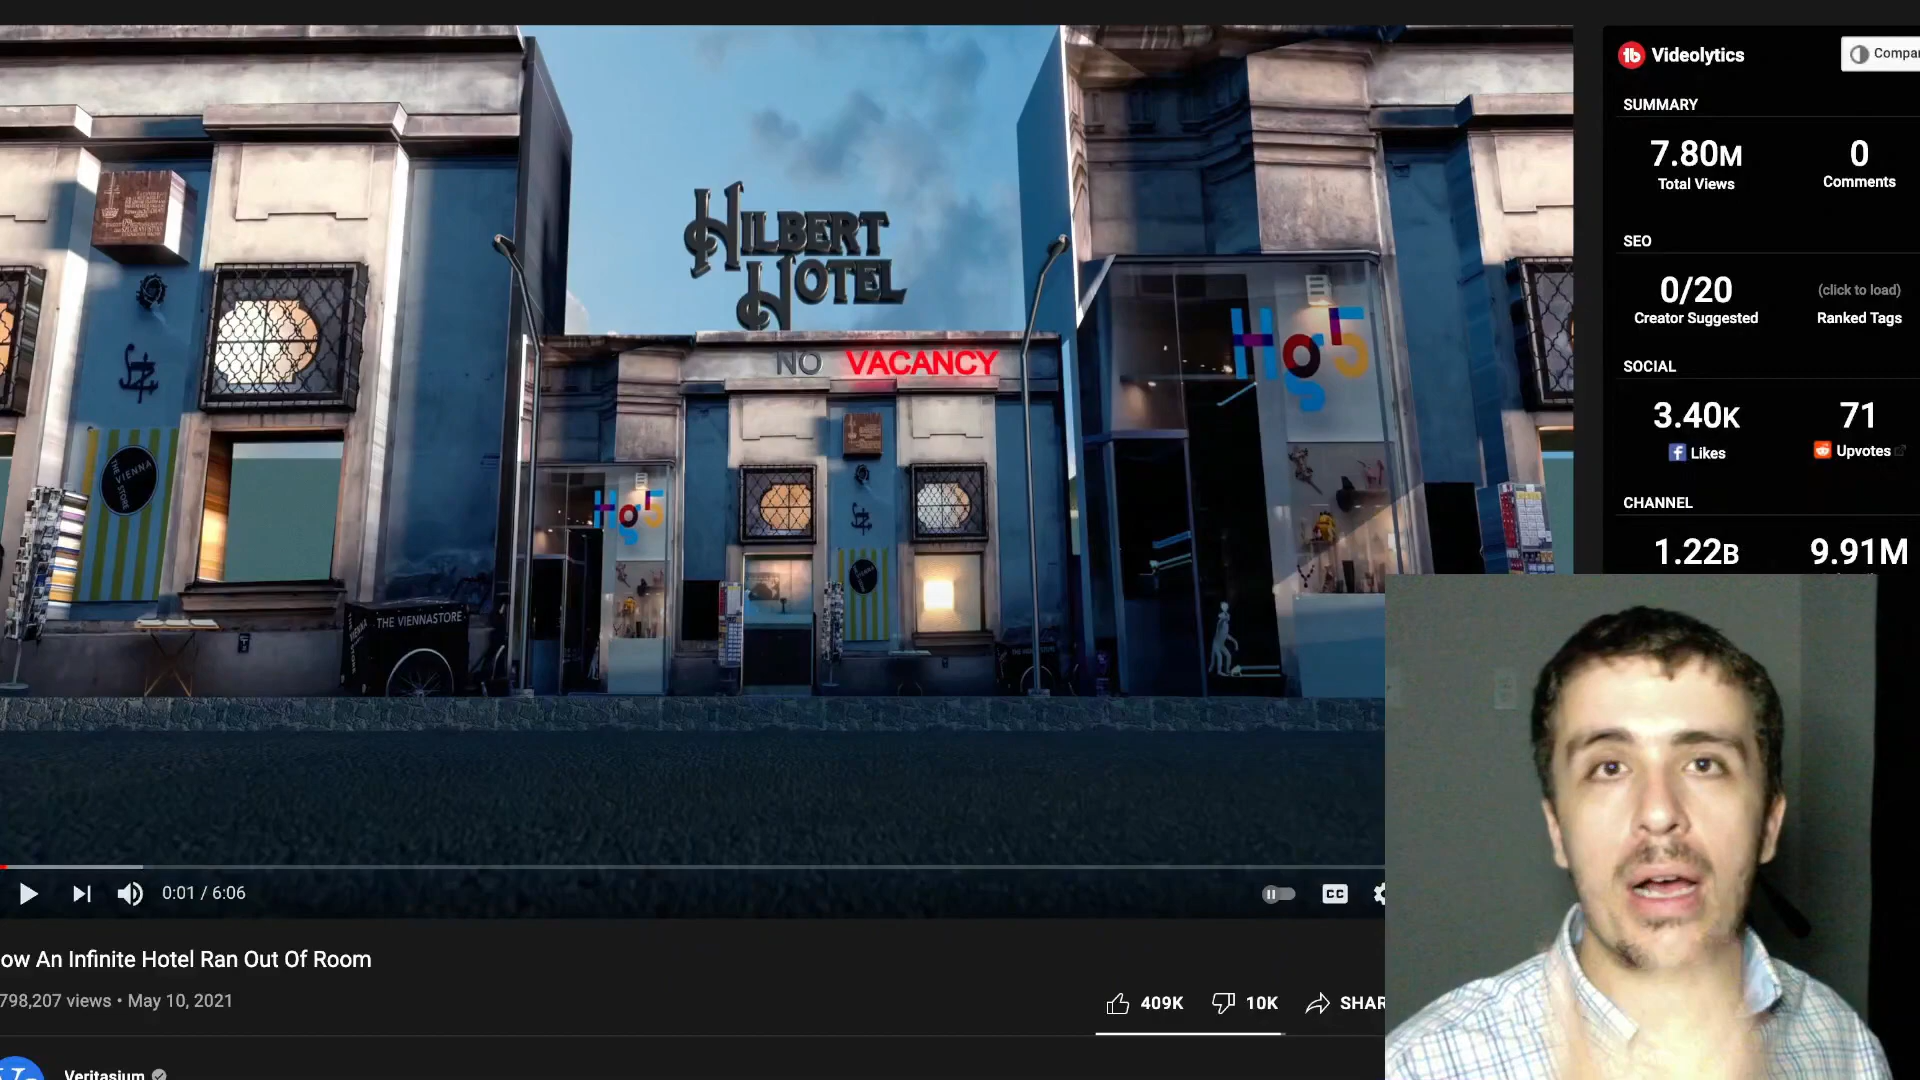 HILBERT
HOTEL
NO VACANCY
Hg5
Hg5
THE VIENNA
STORE
THE VIENNASTORE
0:01 / 6:06
CC
ow An Infinite Hotel Ran Out Of Room
798,207 views • May 10, 2021
409K
10K
SHAR
Veritasium
Videolytics
Compar
SUMMARY
7.80M
0
Total Views
Comments
SEO
0/20
(click to load)
Creator Suggested
Ranked Tags
SOCIAL
3.40K
71
Likes
Upvotes
CHANNEL
1.22B
9.91M